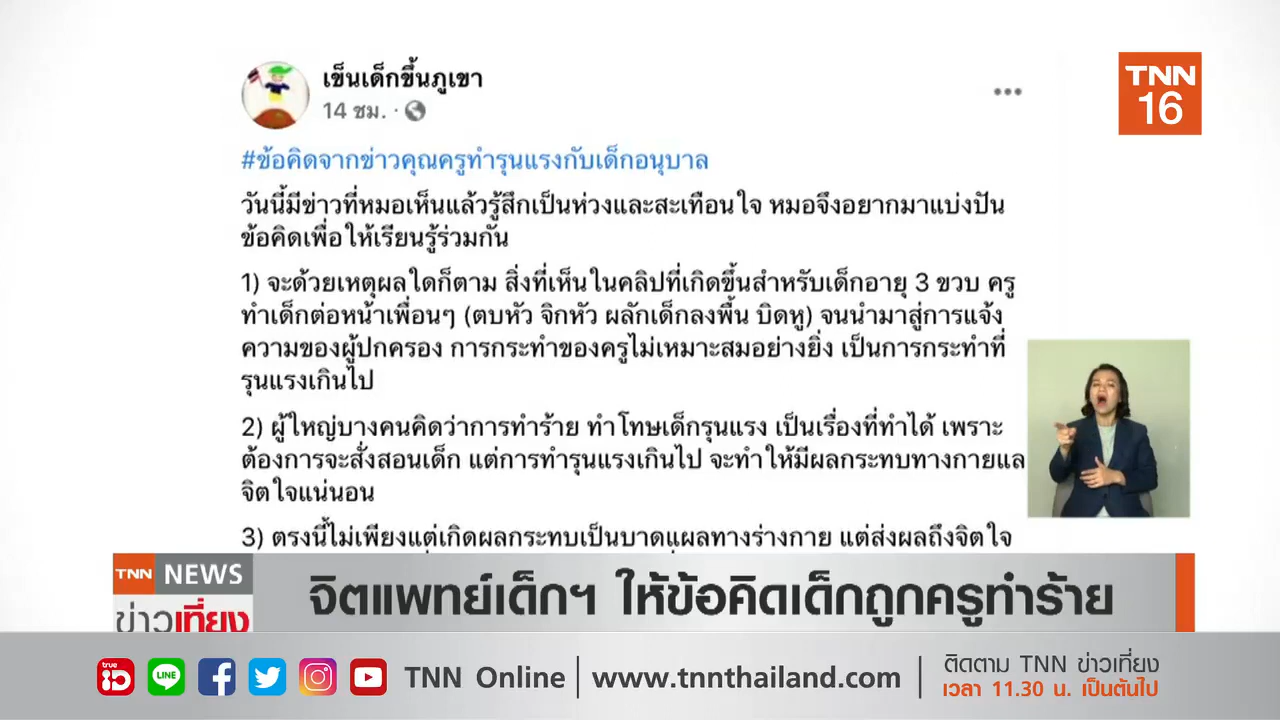 เข็นเด็กขึ้นภูเขา
14 ชม. ·
TNN
16
#ข้อคิดจากข่าวคุณครูทำรุนแรงกับเด็กอนุบาล
วันนี้มีข่าวที่หมอเห็นแล้วรู้สึกเป็นห่วงและสะเทือนใจ หมอจึงอยากมาแบ่งปัน
ข้อคิดเพื่อให้เรียนรู้ร่วมกัน
1) จะด้วยเหตุผลใดก็ตาม สิ่งที่เห็นในคลิปที่เกิดขึ้นสำหรับเด็กอายุ 3 ขวบ ครู
ทำเด็กต่อหน้าเพื่อนๆ (ตบหัว จิกหัว ผลักเด็กลงพื้น บิดหู) จนนำมาสู่การแจ้ง
ความของผู้ปกครอง การกระทำของครูไม่เหมาะสมอย่างยิ่ง เป็นการกระทำที่
รุนแรงเกินไป
2) ผู้ใหญ่บางคนคิดว่าการทำร้าย ทำโทษเด็กรุนแรง เป็นเรื่องที่ทำได้ เพราะ
ต้องการจะสั่งสอนเด็ก แต่การทำรุนแรงเกินไป จะทำให้มีผลกระทบทางกายแล
จิตใจแน่นอน
3) ตรงนี้ไม่เพียงแต่เกิดผลกระทบเป็นบาดแผลทางร่างกาย แต่ส่งผลถึงจิตใจ
TNN NEWS
ข่าวเที่ยง
จิตแพทย์เด็กฯ ให้ข้อคิดเด็กถูกครูทำร้าย
true iD
LINE
TNN Online
www.tnnthailand.com
ติดตาม TNN ข่าวเที่ยง
เวลา 11.30 น. เป็นต้นไป